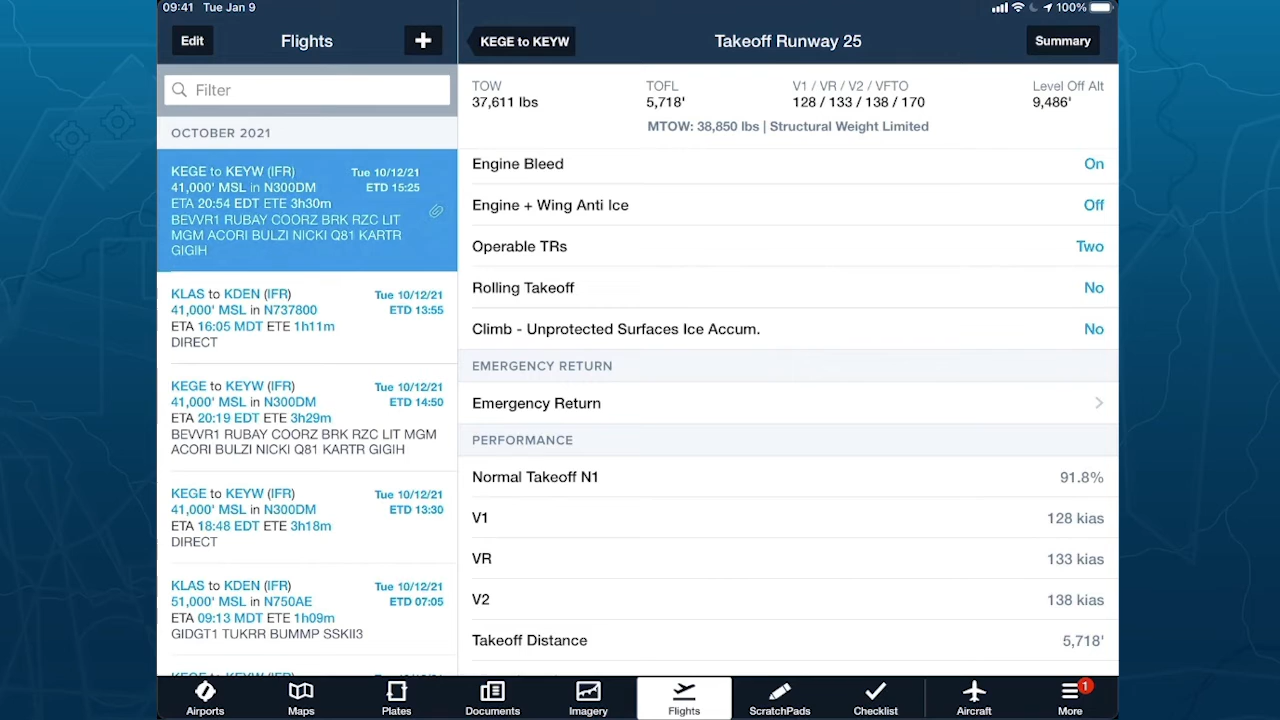 09:41 Tue Jan 9
100%
Edit
Flights
+
KEGE to KEYW
Takeoff Runway 25
Summary
Filter
OCTOBER 2021
KEGE to KEYW (IFR) Tue 10/12/21
41,000' MSL in N300DM ETD 15:25
ETA 20:54 EDT ETE 3h30m
BEVVR1 RUBAY COORZ BRK RZC LIT
MGM ACORI BULZI NICKI Q81 KARTR
GIGIH
KLAS to KDEN (IFR) Tue 10/12/21
41,000' MSL in N737800 ETD 13:55
ETA 16:05 MDT ETE 1h11m
DIRECT
KEGE to KEYW (IFR) Tue 10/12/21
41,000' MSL in N300DM ETD 14:50
ETA 20:19 EDT ETE 3h29m
BEVVR1 RUBAY COORZ BRK RZC LIT MGM
ACORI BULZI NICKI Q81 KARTR GIGIH
KEGE to KEYW (IFR) Tue 10/12/21
41,000' MSL in N300DM ETD 13:30
ETA 18:48 EDT ETE 3h18m
DIRECT
KLAS to KDEN (IFR) Tue 10/12/21
51,000' MSL in N750AE ETD 07:05
ETA 09:13 MDT ETE 1h09m
GIDGT1 TUKRR BUMMP SSKII3
TOW TOFL V1 / VR / V2 / VFTO Level Off Alt
37,611 lbs 5,718' 128 / 133 / 138 / 170 9,486'
MTOW: 38,850 lbs | Structural Weight Limited
Engine Bleed On
Engine + Wing Anti Ice Off
Operable TRs Two
Rolling Takeoff No
Climb - Unprotected Surfaces Ice Accum. No
EMERGENCY RETURN
Emergency Return
PERFORMANCE
Normal Takeoff N1 91.8%
V1 128 kias
VR 133 kias
V2 138 kias
Takeoff Distance 5,718'
Airports
Maps
Plates
Documents
Imagery
Flights
ScratchPads
Checklist
Aircraft
1
More